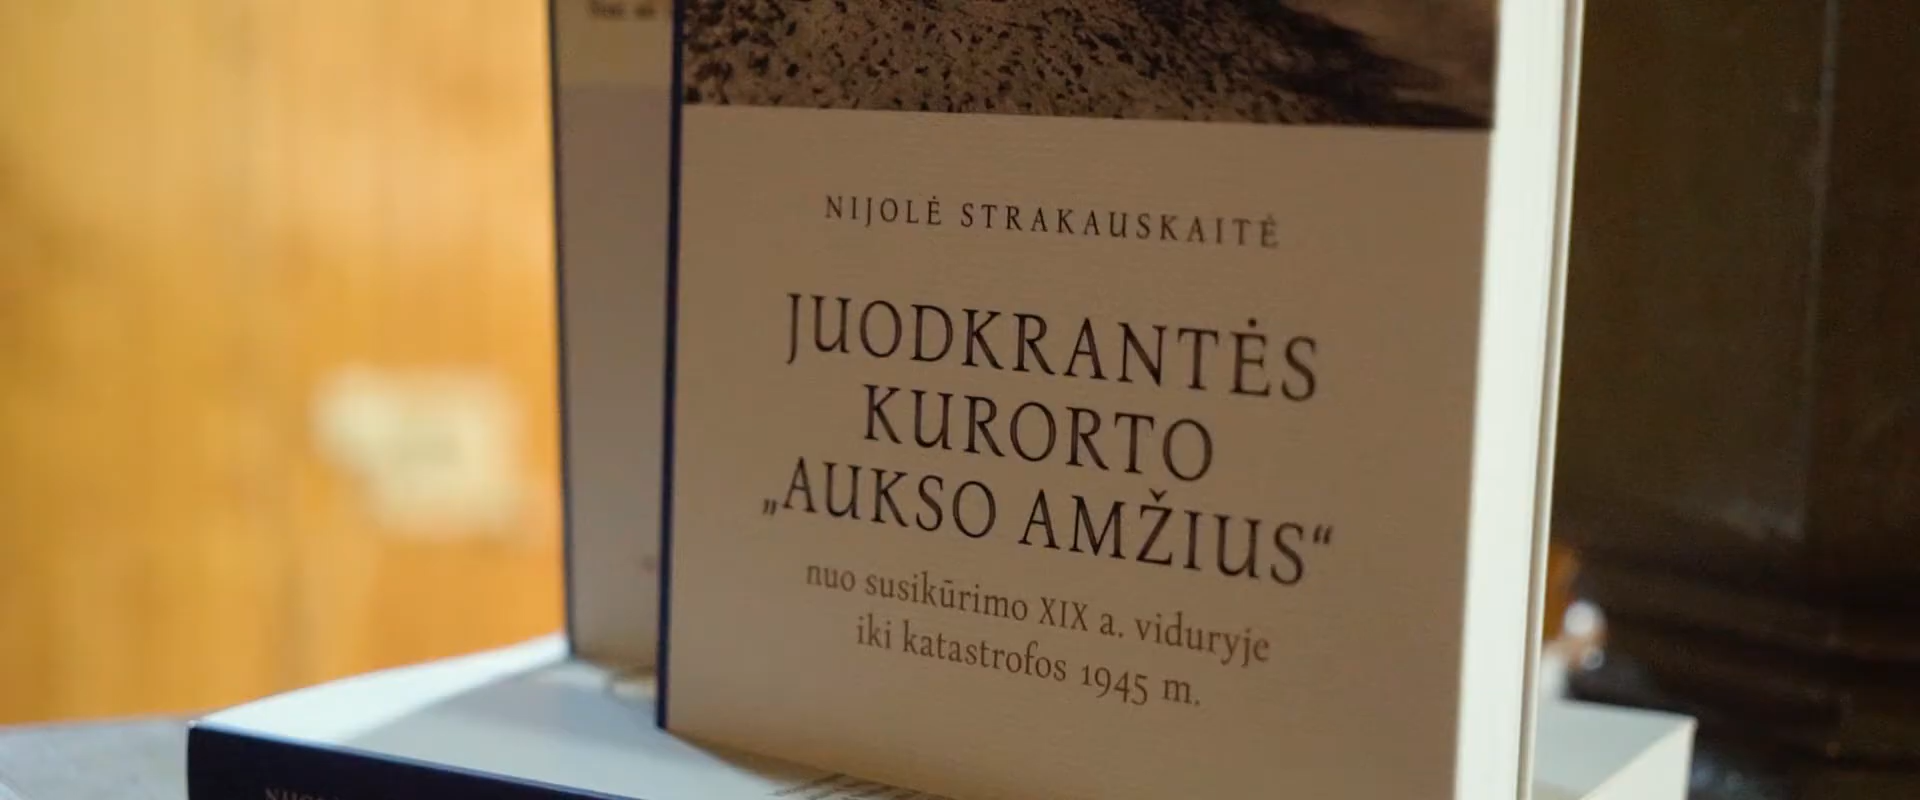 NIJOLĖ STRAKAUSKAITĖ
JUODKRANTĖS
KURORTO
„AUKSO AMŽIUS“
nuo susikūrimo XIX a. viduryje
iki katastrofos 1945 m.